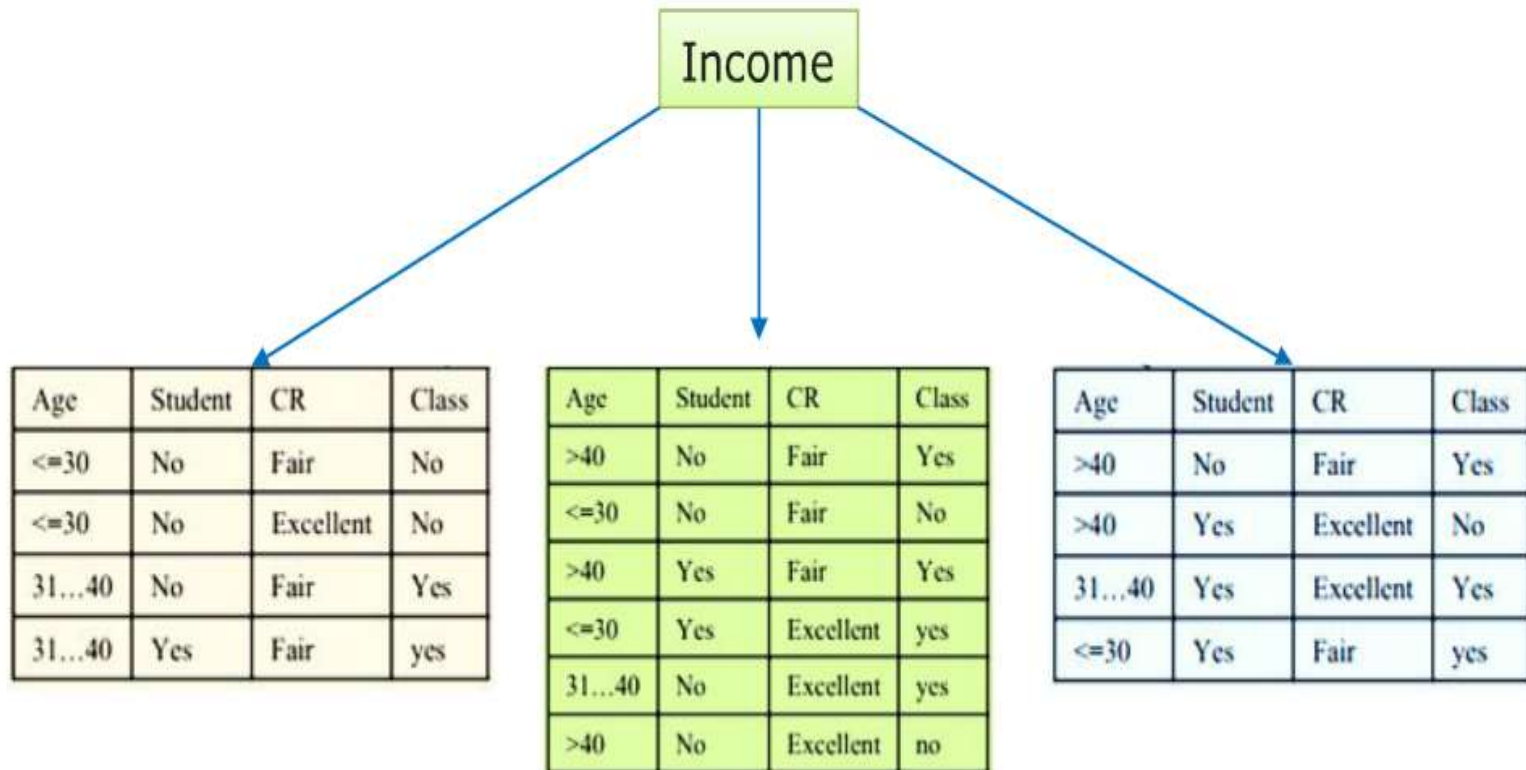 Income
Age Student CR Class
<=30 No Fair No
<=30 No Excellent No
31...40 No Fair Yes
31...40 Yes Fair yes
Age Student CR Class
>40 No Fair Yes
<=30 No Fair No
>40 Yes Fair Yes
<=30 Yes Excellent yes
31...40 No Excellent yes
>40 No Excellent no
Age Student CR Class
>40 No Fair Yes
>40 Yes Excellent No
31...40 Yes Excellent Yes
<=30 Yes Fair yes